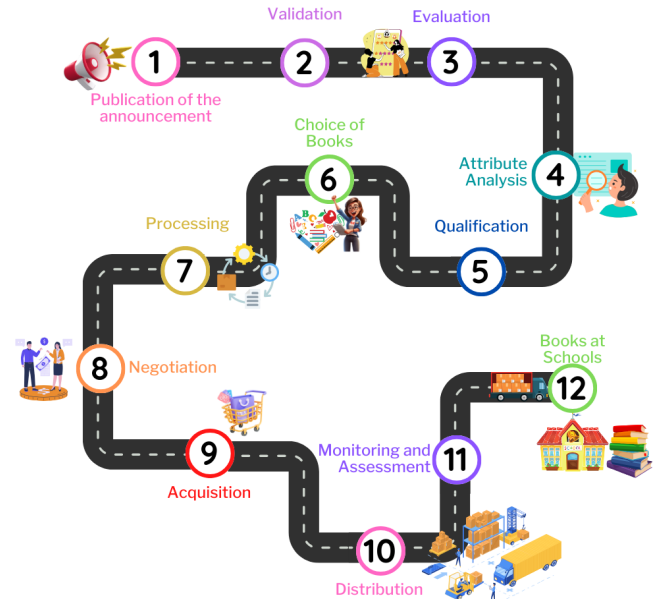 1
Publication of the
announcement
2
Validation
3
Evaluation
4
Attribute
Analysis
5
Qualification
6
Choice of
Books
7
Processing
8
Negotiation
9
Acquisition
10
Distribution
11
Monitoring and
Assessment
12
Books at
Schools